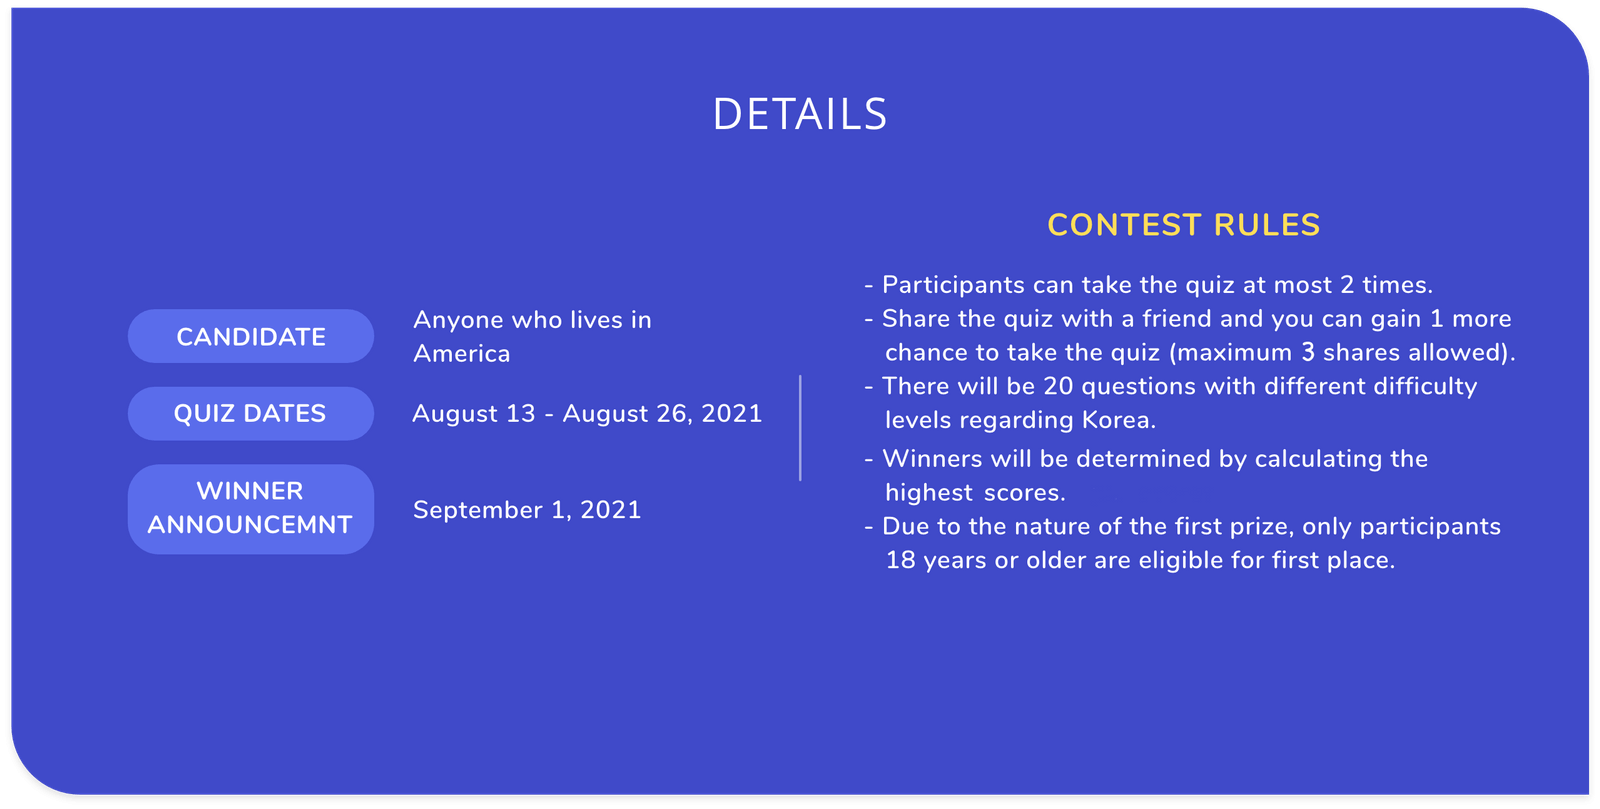 DETAILS
CANDIDATE
Anyone who lives in
America
QUIZ DATES
August 13 - August 26, 2021
WINNER
ANNOUNCEMNT
September 1, 2021
CONTEST RULES
- Participants can take the quiz at most 2 times.
- Share the quiz with a friend and you can gain 1 more
chance to take the quiz (maximum 3 shares allowed).
- There will be 20 questions with different difficulty
levels regarding Korea.
- Winners will be determined by calculating the
highest scores.
- Due to the nature of the first prize, only participants
18 years or older are eligible for first place.